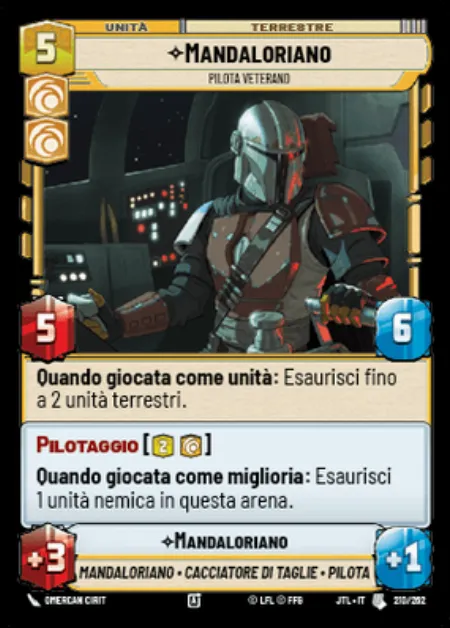 UNITÀ
TERRESTRE
5
MANDALORIANO
PILOTA VETERANO
5
6
Quando giocata come unità: Esaurisci fino
a 2 unità terrestri.
PILOTAGGIO [2 ]
Quando giocata come miglioria: Esaurisci
1 unità nemica in questa arena.
+3
MANDALORIANO
+1
MANDALORIANO • CACCIATORE DI TAGLIE • PILOTA
OMERCAN CIRIT
A
© LFL © FFG
JTL • IT
210/262